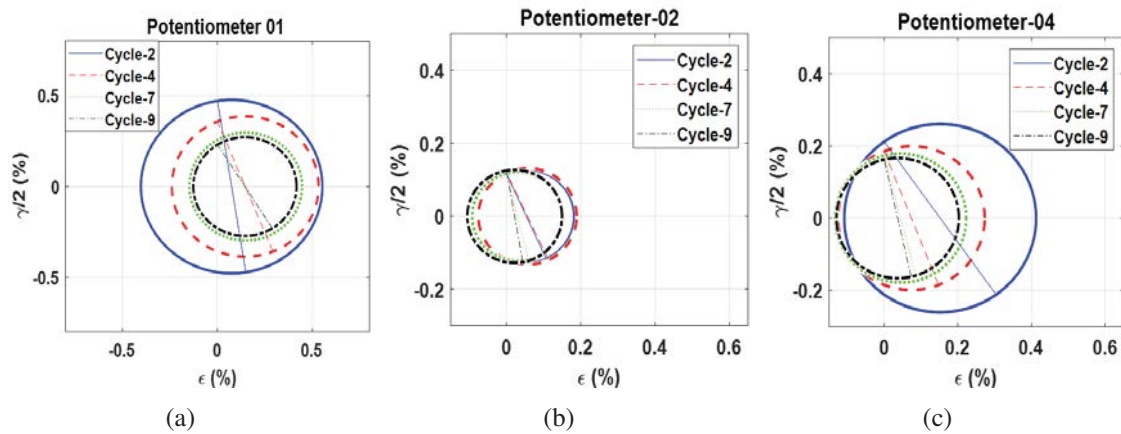 Potentiometer 01
Cycle-2
Cycle-4
Cycle-7
Cycle-9
0.5
0
-0.5
γ/2 (%)
-0.5
0
0.5
ϵ (%)
(a)
Potentiometer-02
Cycle-2
Cycle-4
Cycle-7
Cycle-9
0.4
0.2
0
-0.2
γ/2 (%)
0
0.2
0.4
0.6
ϵ (%)
(b)
Potentiometer-04
Cycle-2
Cycle-4
Cycle-7
Cycle-9
0.4
0.2
0
-0.2
γ/2 (%)
0
0.2
0.4
0.6
ϵ (%)
(c)